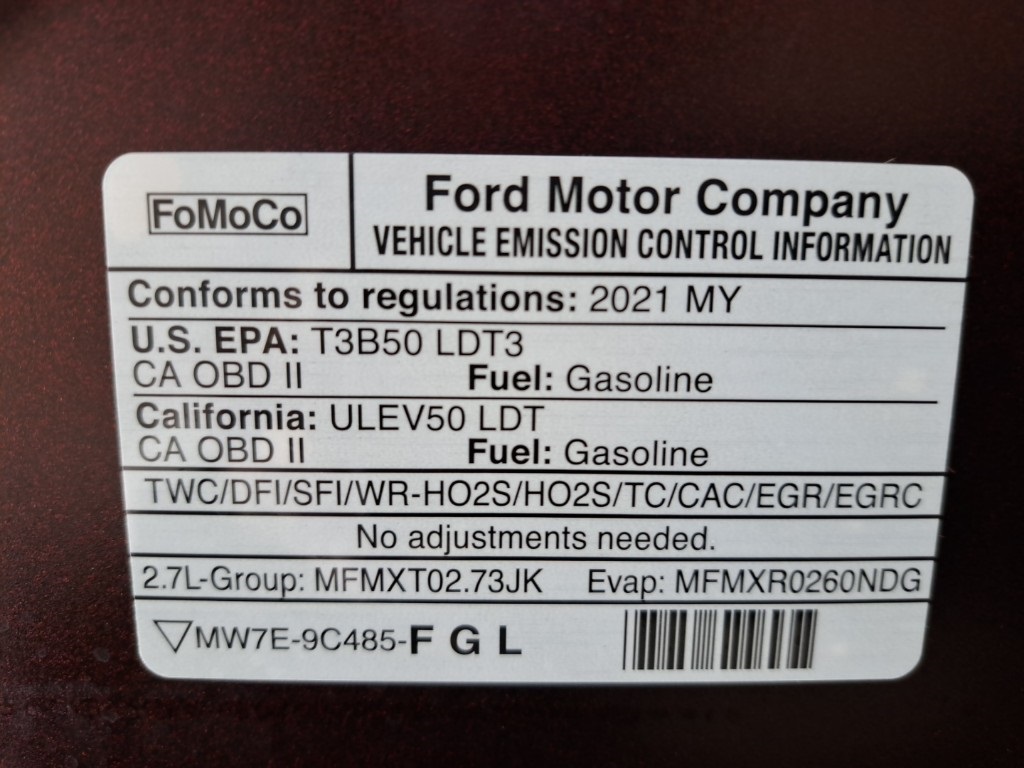 FoMoCo
Ford Motor Company
VEHICLE EMISSION CONTROL INFORMATION
Conforms to regulations: 2021 MY
U.S. EPA: T3B50 LDT3
CA OBD II Fuel: Gasoline
California: ULEV50 LDT
CA OBD II Fuel: Gasoline
TWC/DFI/SFI/WR-HO2S/HO2S/TC/CAC/EGR/EGRC
No adjustments needed.
2.7L-Group: MFMXT02.73JK Evap: MFMXR0260NDG
MW7E-9C485-F G L